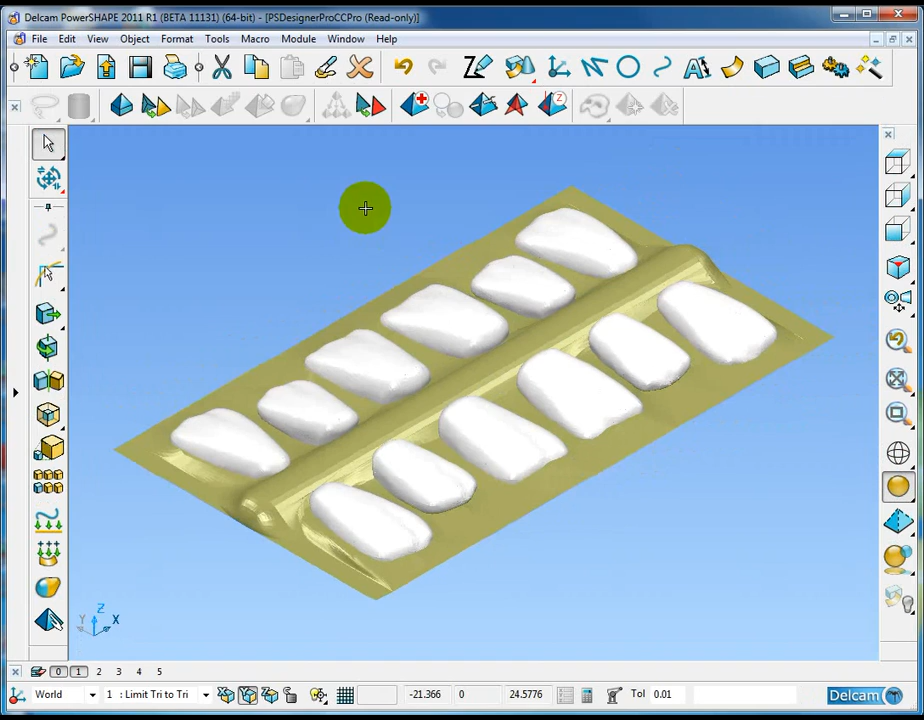 Delcam PowerSHAPE 2011 R1 (BETA 11131) (64-bit) - [PSDesignerProCCPro (Read-only)]
File Edit View Object Format Tools Macro Module Window Help
Z
Y X
0 1 2 3 4 5
World 1 : Limit Tri to Tri -21.366 0 24.5776 Tol 0.01 Delcam